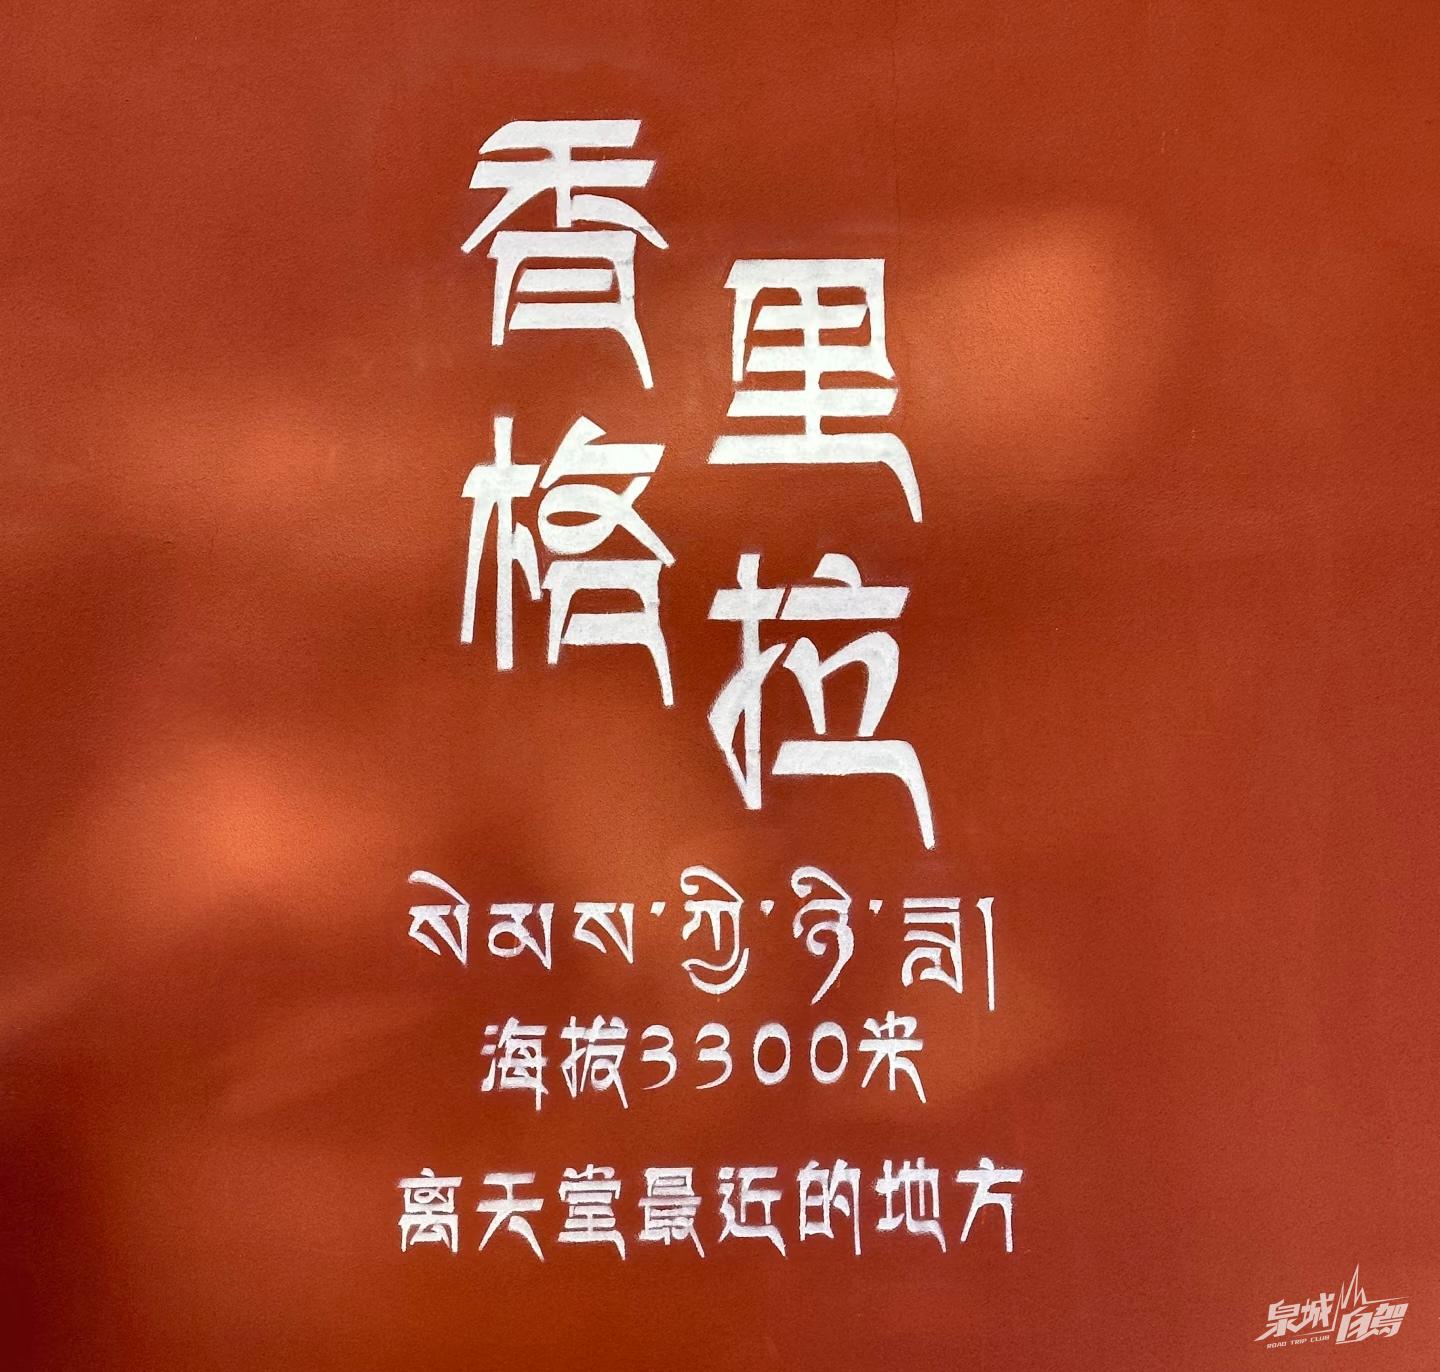 香格
里拉
སེམས་ཀྱི་ཉི་ཟླ།
海拔3300米
离天堂最近的地方
泉城自驾
ROAD TRIP CLUB